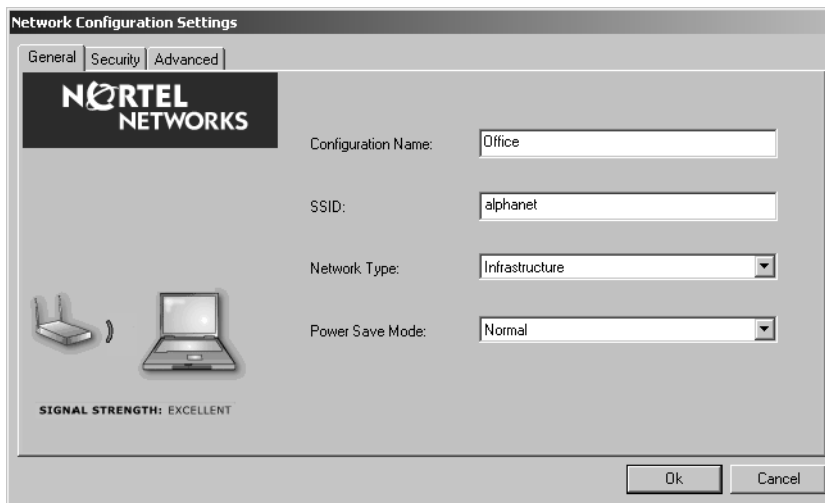 Network Configuration Settings
General Security Advanced
NORTEL
NETWORKS
Configuration Name: Office
SSID: alphanet
Network Type: Infrastructure
Power Save Mode: Normal
SIGNAL STRENGTH: EXCELLENT
Ok Cancel